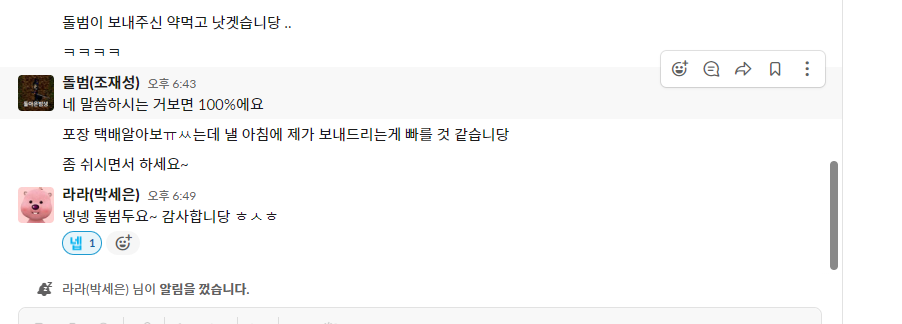 돌범이 보내주신 약먹고 낫겟습니당 ..
ㅋㅋㅋㅋ
돌범(조재성) 오후 6:43
네 말씀하시는 거보면 100%에요
포장 택배알아보ㅠㅆ는데 낼 아침에 제가 보내드리는게 빠를 것 같습니당
좀 쉬시면서 하세요~
라라(박세은) 오후 6:49
넹넹 돌범두요~ 감사합니당 ㅎㅅㅎ
넵 1
라라(박세은) 님이 알림을 껐습니다.